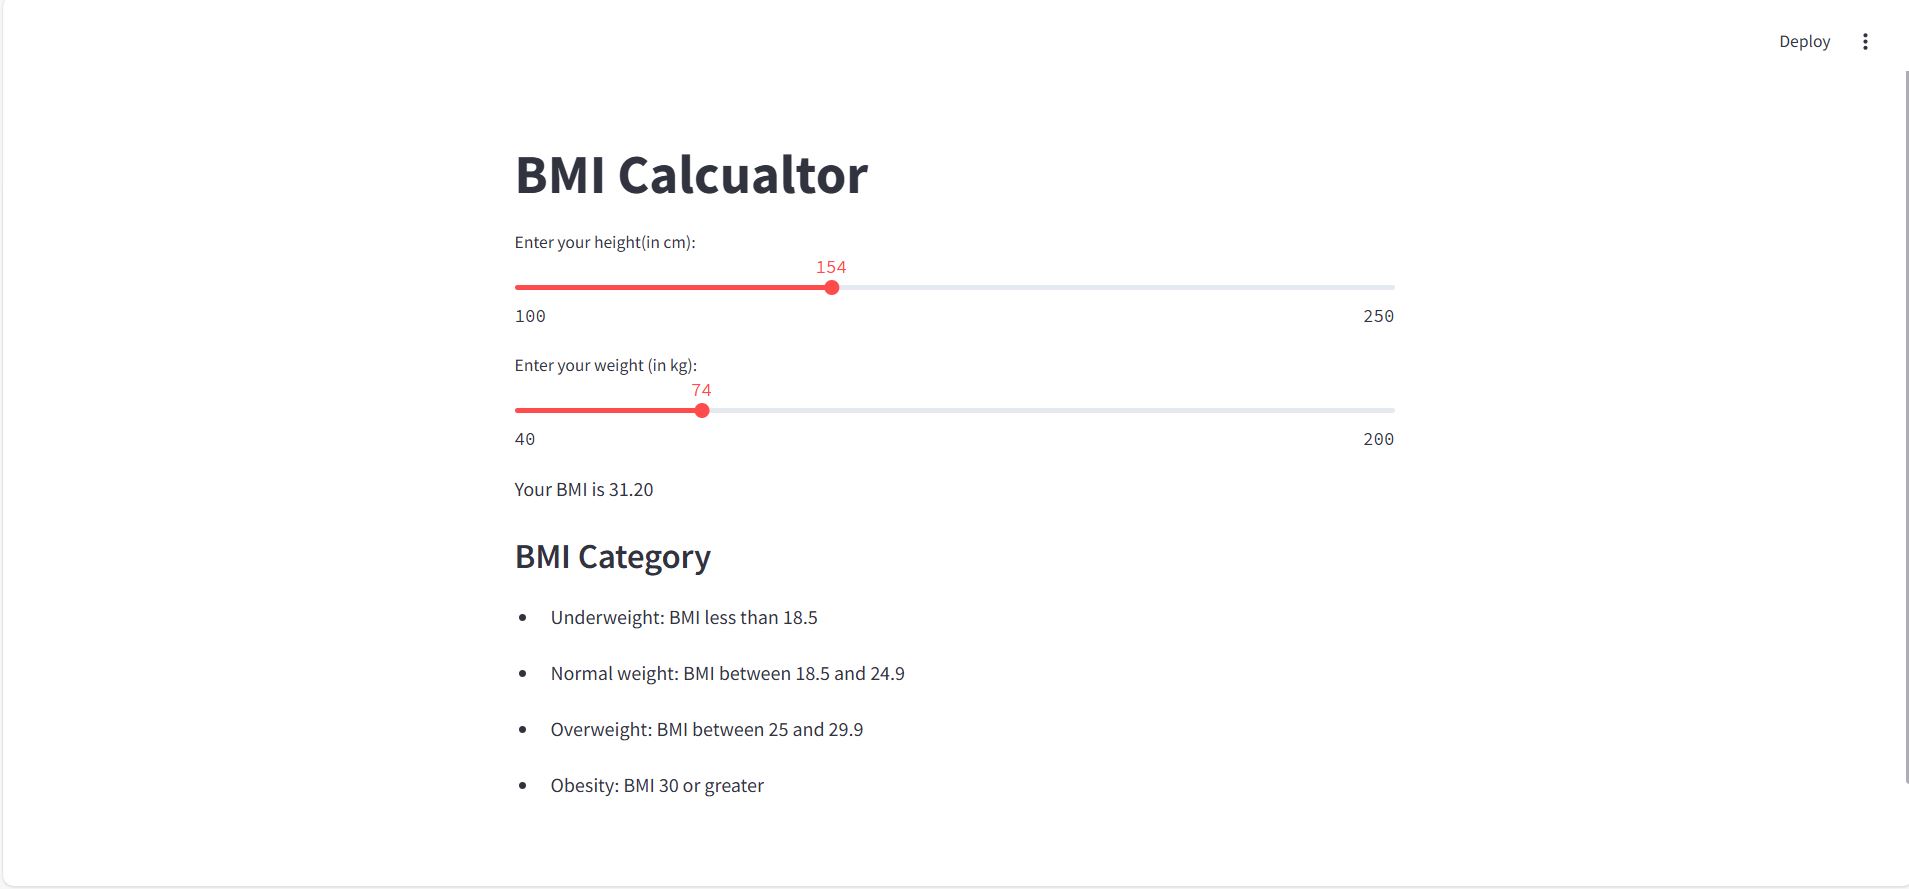 Deploy
BMI Calcualtor
Enter your height(in cm):
154
100 250
Enter your weight (in kg):
74
40 200
Your BMI is 31.20
BMI Category
• Underweight: BMI less than 18.5
• Normal weight: BMI between 18.5 and 24.9
• Overweight: BMI between 25 and 29.9
• Obesity: BMI 30 or greater